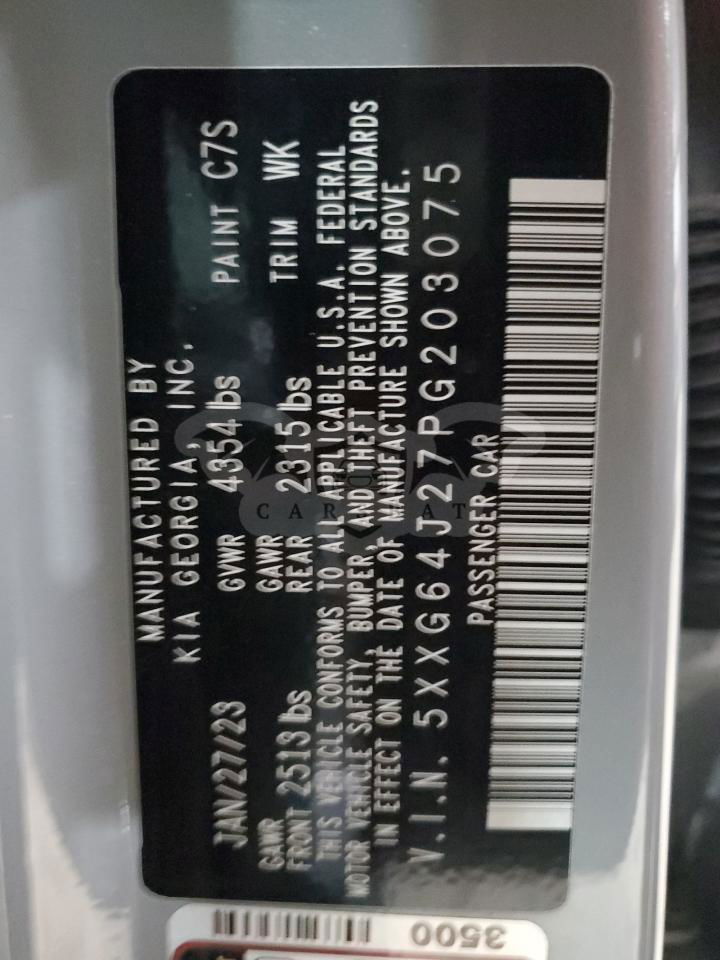 MANUFACTURED BY
KIA GEORGIA, INC.
JAN/27/23 GVWR 4354 lbs PAINT C7S
GAWR GAWR TRIM WK
FRONT 2513 lbs REAR 2315 lbs
THIS VEHICLE CONFORMS TO ALL APPLICABLE U.S.A. FEDERAL
MOTOR VEHICLE SAFETY, BUMPER, AND THEFT PREVENTION STANDARDS
IN EFFECT ON THE DATE OF MANUFACTURE SHOWN ABOVE.
V.I.N. 5XXG64J27PG203075
PASSENGER CAR
3500